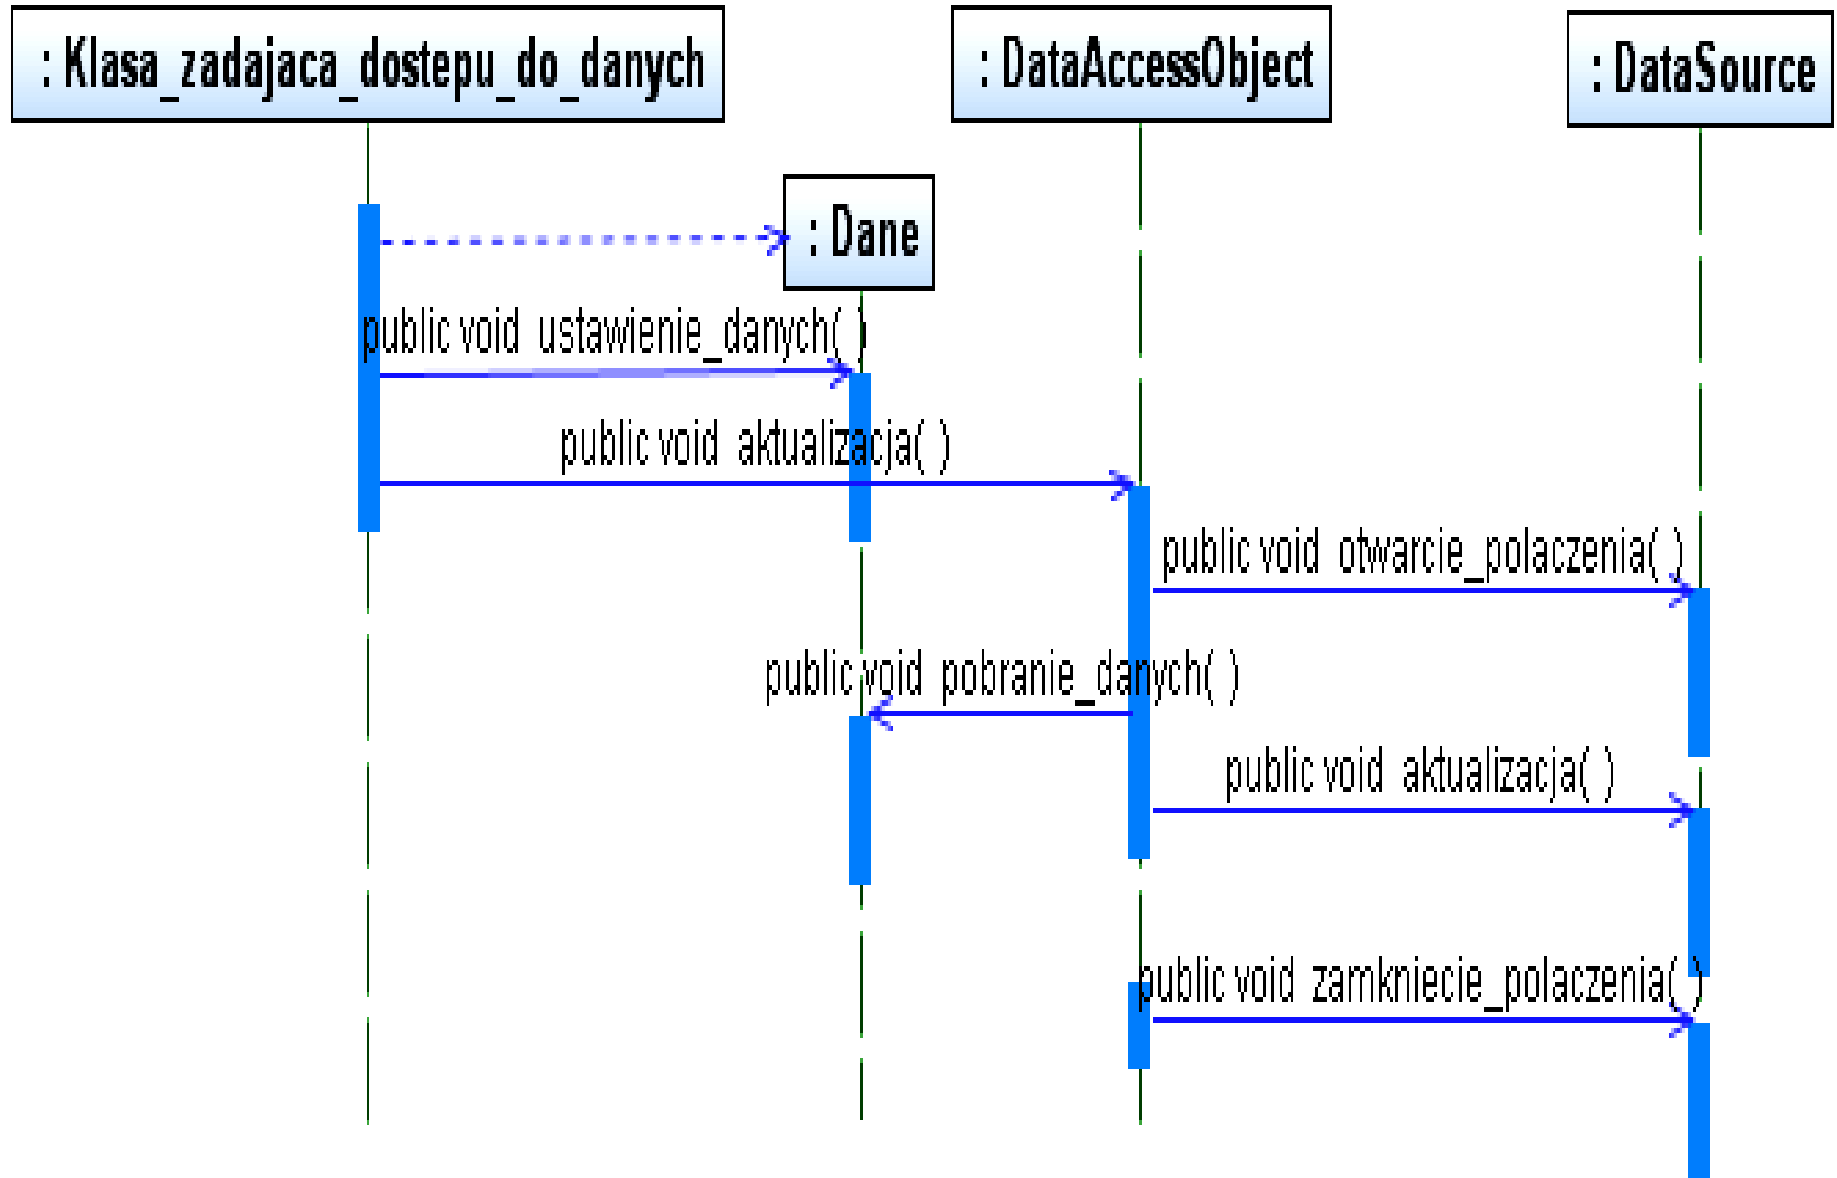 : Klasa_zadajaca_dostepu_do_danych
: DataAccessObject
: DataSource
: Dane
public void ustawienie_danych( )
public void aktualizacja( )
public void otwarcie_polaczenia( )
public void pobranie_danych( )
public void aktualizacja( )
public void zamkniecie_polaczenia( )